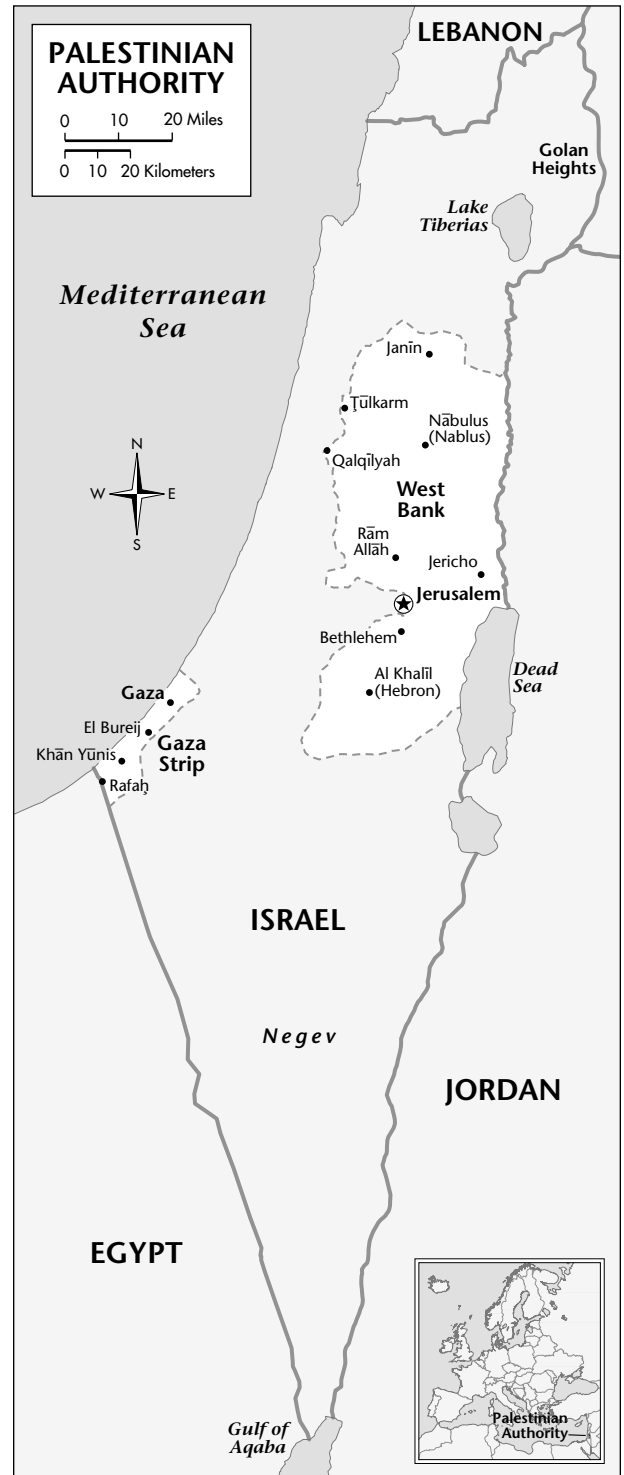 PALESTINIAN
AUTHORITY
0 10 20 Miles
0 10 20 Kilometers
LEBANON
Golan
Heights
Lake
Tiberias
Mediterranean
Sea
Janīn
Ţūlkarm
Nābulus
(Nablus)
Qalqīlyah
N
W E
S
West
Bank
Rām
Allāh
Jericho
Jerusalem
Bethlehem
Al Khalīl
(Hebron)
Dead
Sea
Gaza
El Bureij
Gaza
Strip
Khān Yūnis
Rafaḩ
ISRAEL
Negev
JORDAN
EGYPT
Gulf of
Aqaba
Palestinian
Authority